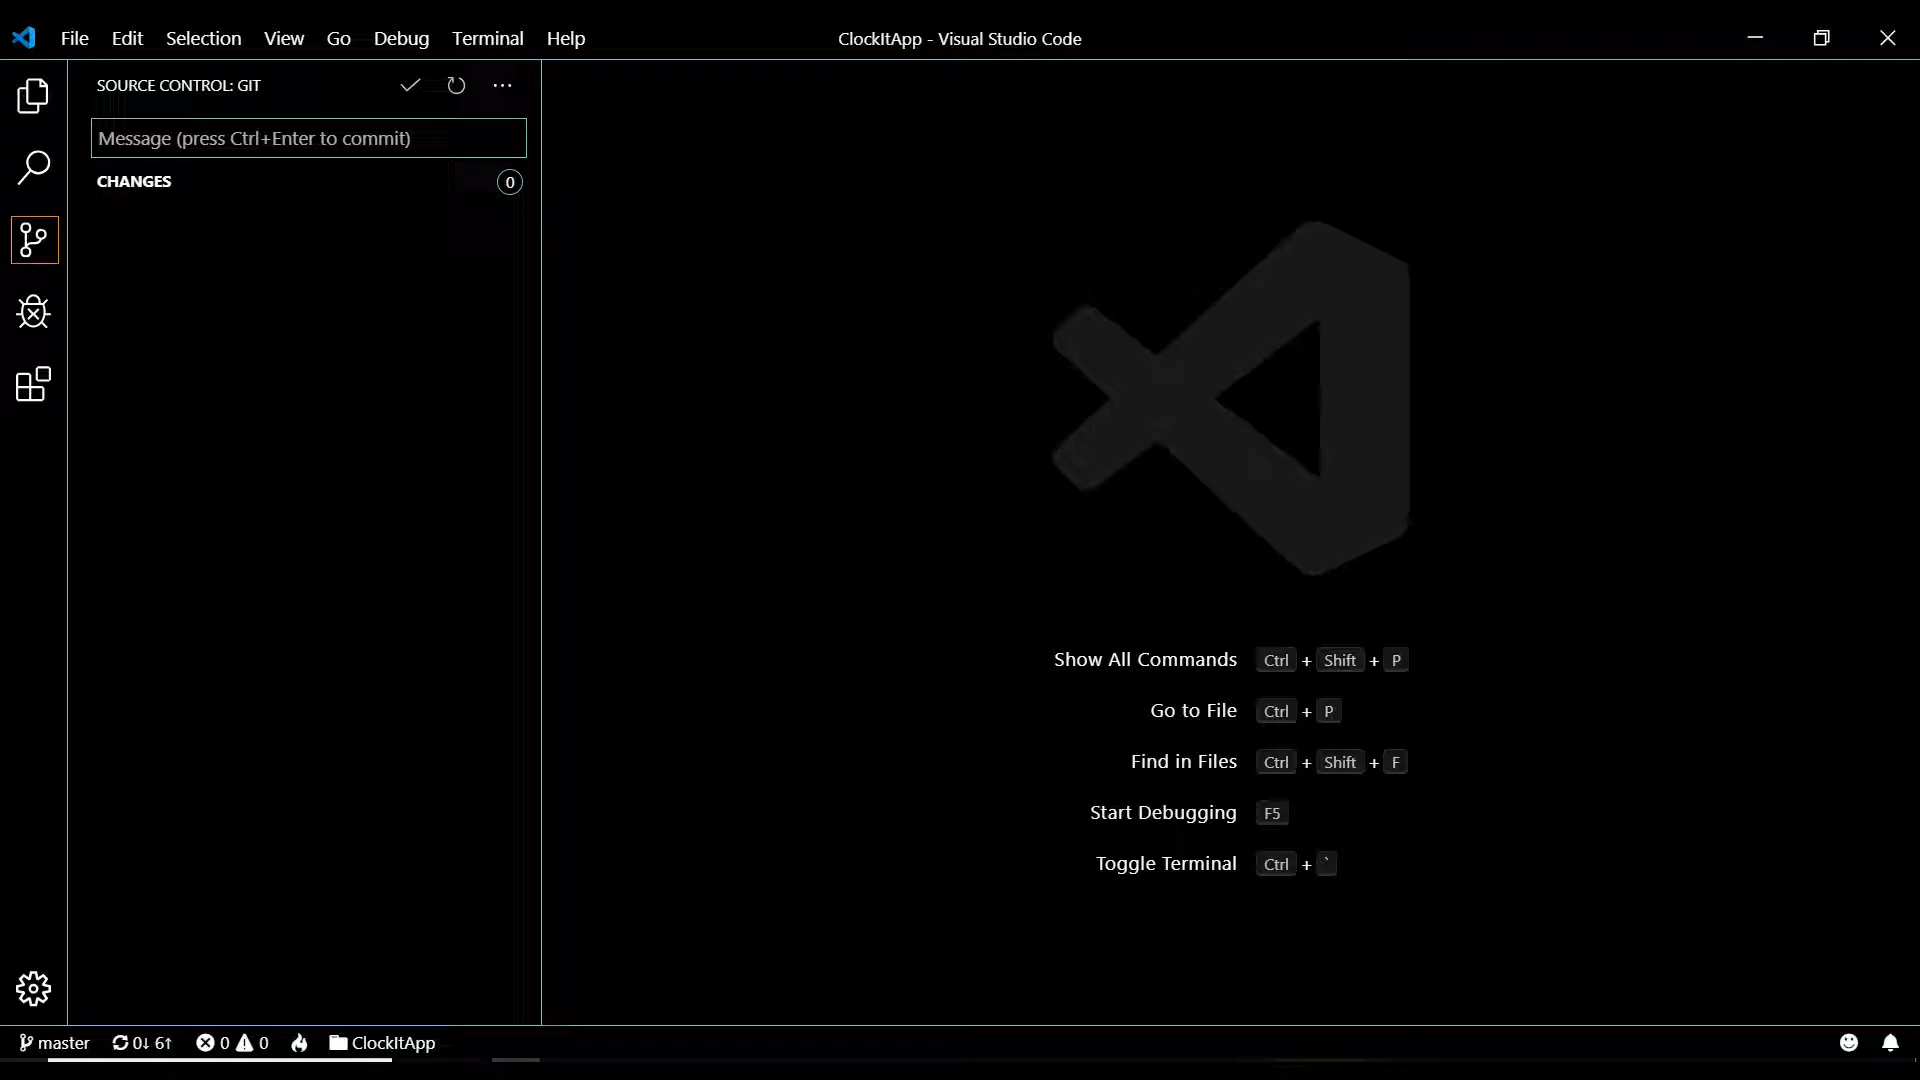 File Edit Selection View Go Debug Terminal Help
ClockItApp - Visual Studio Code
SOURCE CONTROL: GIT
Message (press Ctrl+Enter to commit)
CHANGES 0
Show All Commands Ctrl + Shift + P
Go to File Ctrl + P
Find in Files Ctrl + Shift + F
Start Debugging F5
Toggle Terminal Ctrl + `
master 0↓ 6↑ 0 0 ClockItApp